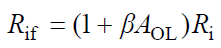 R_if = (1 + βA_OL)R_i